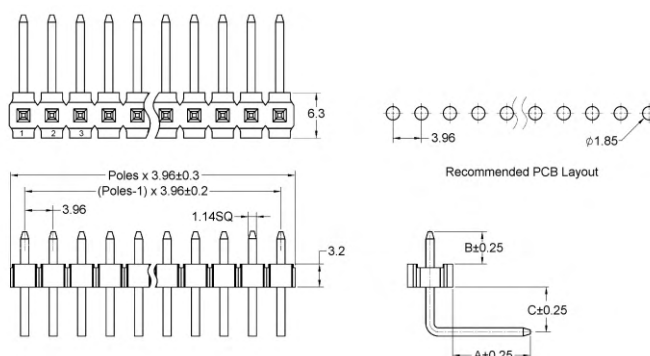 6.3
1 2 3
3.96
⌀1.85
Recommended PCB Layout
Poles x 3.96±0.3
(Poles-1) x 3.96±0.2
3.96
1.14SQ
3.2
B±0.25
C±0.25
A±0.25